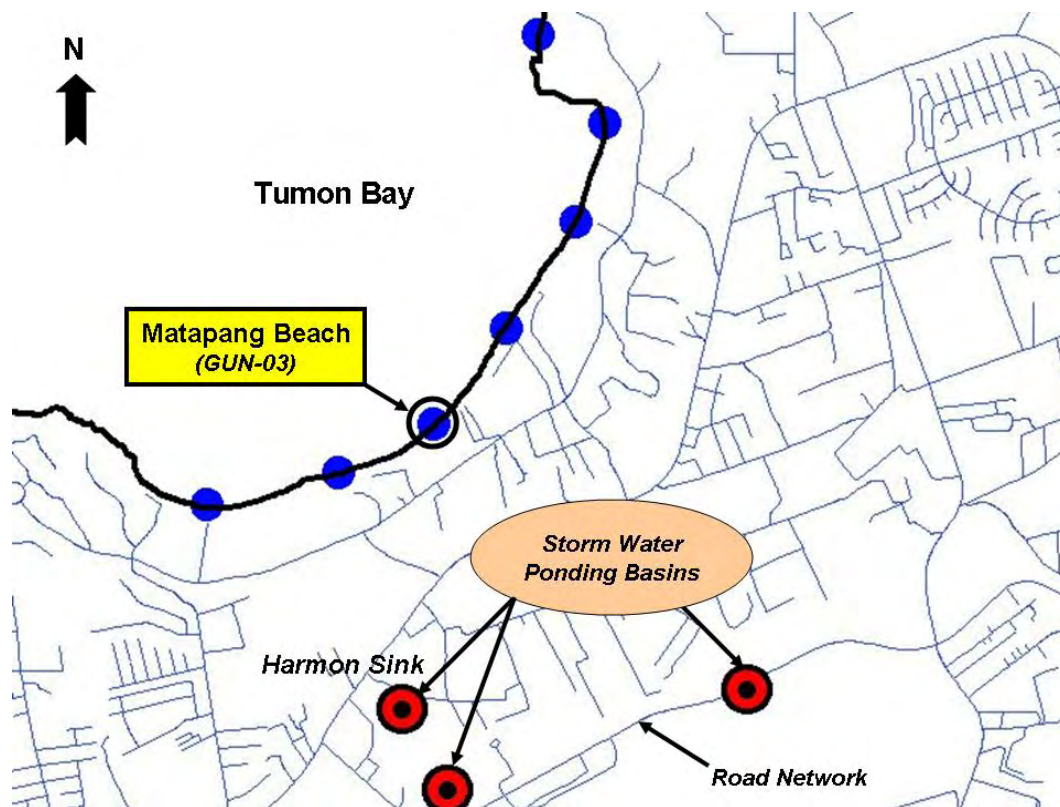 N
Tumon Bay
Matapang Beach
(GUN-03)
Storm Water
Ponding Basins
Harmon Sink
Road Network